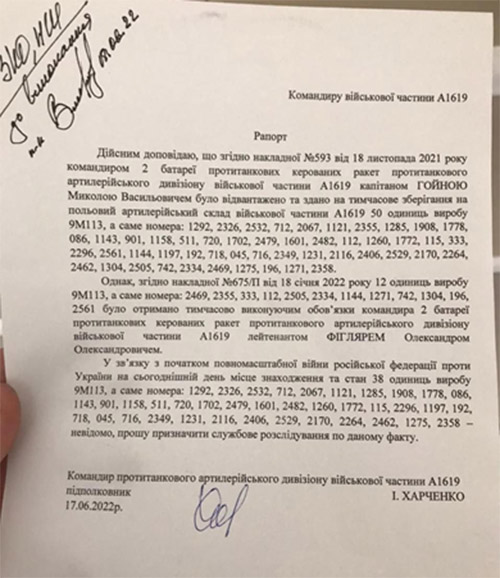 ЗКО, НШ
до виконання
п-к
Командиру військової частини А1619
Рапорт
Дійсним доповідаю, що згідно накладної №593 від 18 листопада 2021 року
командиром 2 батареї протитанкових керованих ракет протитанкового
артилерійського дивізіону військової частини А1619 капітаном ГОЙНОЮ
Миколою Васильовичем було відвантажено та здано на тимчасове зберігання
на польовий артилерійський склад військової частини А1619 50 одиниць виробу
9М113, а саме номера: 1292, 2326, 2532, 712, 2067, 1121, 2355, 1285, 1908, 1778,
086, 1143, 901, 1158, 511, 720, 1702, 2479, 1601, 2482, 112, 1260, 1772, 115, 333,
2296, 2561, 1144, 1197, 192, 718, 045, 716, 2349, 1231, 2116, 2406, 2529, 2170, 2264,
2462, 1304, 2505, 742, 2334, 2469, 1275, 196, 1271, 2358.
Однак, згідно накладної №675/П від 18 січня 2022 року 12 одиниць виробу
9М113, а саме номера: 2469, 2355, 333, 112, 2505, 2334, 1144, 1271, 742, 1304, 196,
2561 було отримано тимчасово виконуючим обов'язки командира 2 батареї
протитанкових керованих ракет протитанкового артилерійського дивізіону
військової частини А1619 лейтенантом ФІГЛЯРЕМ Олександром
Олександровичем.
У зв'язку з початком повномасштабної війни російської федерації проти
України на сьогоднішній день місце знаходження та стан 38 одиниць виробу
9М113, а саме номера: 1292, 2326, 2532, 712, 2067, 1121, 1285, 1908, 1778, 086,
1143, 901, 1158, 511, 720, 1702, 2479, 1601, 2482, 1260, 1772, 115, 2296, 1197, 192,
718, 045, 716, 2349, 1231, 2116, 2406, 2529, 2170, 2264, 2462, 1275, 2358 –
невідомо, прошу призначити службове розслідування по даному факту.
Командир протитанкового артилерійського дивізіону військової частини А1619
підполковник І. ХАРЧЕНКО
17.06.2022р.